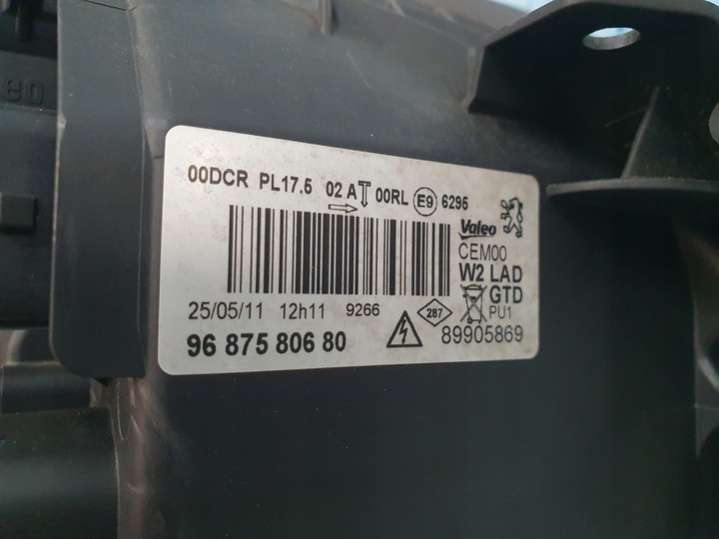 80
00DCR PL17.5 02 A 00RL E9 6295
Valeo
CEM00
W2 LAD
GTD
PU1
25/05/11 12h11 9266
287
96 875 806 80
89905869